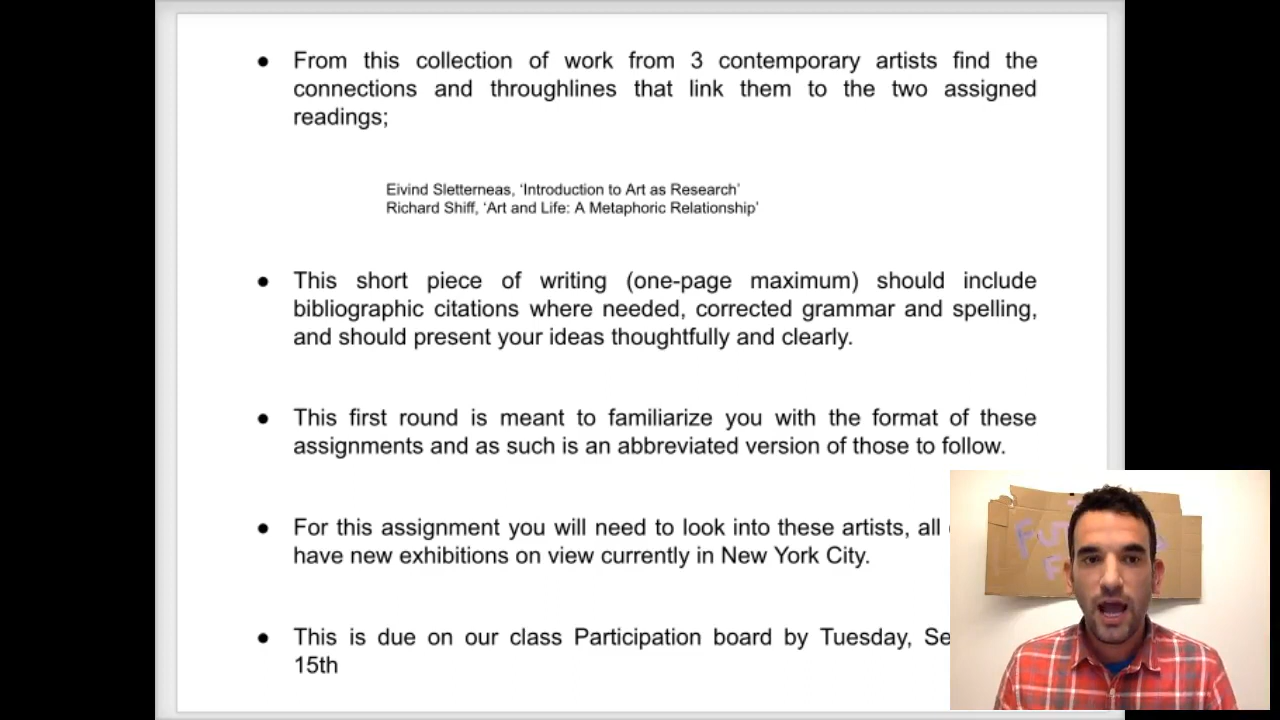 ● From this collection of work from 3 contemporary artists find the
connections and throughlines that link them to the two assigned
readings;
Eivind Sletterneas, ‘Introduction to Art as Research’
Richard Shiff, ‘Art and Life: A Metaphoric Relationship’
● This short piece of writing (one-page maximum) should include
bibliographic citations where needed, corrected grammar and spelling,
and should present your ideas thoughtfully and clearly.
● This first round is meant to familiarize you with the format of these
assignments and as such is an abbreviated version of those to follow.
● For this assignment you will need to look into these artists, all
have new exhibitions on view currently in New York City.
● This is due on our class Participation board by Tuesday,
15th